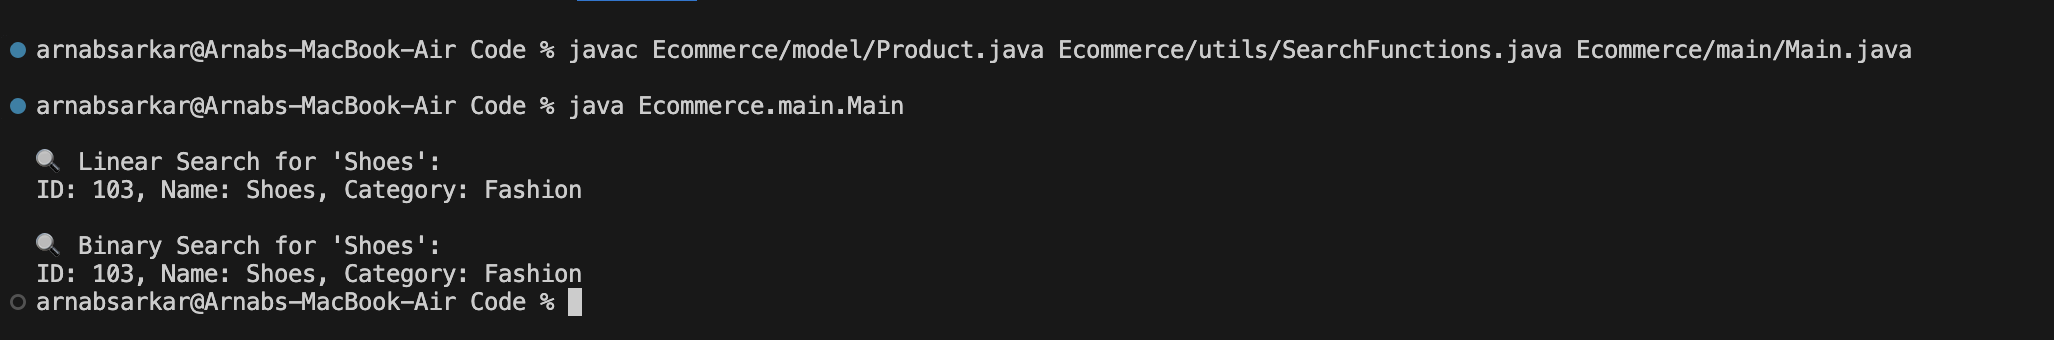 arnabsarkar@Arnabs-MacBook-Air Code % javac Ecommerce/model/Product.java Ecommerce/utils/SearchFunctions.java Ecommerce/main/Main.java
arnabsarkar@Arnabs-MacBook-Air Code % java Ecommerce.main.Main
🔍 Linear Search for 'Shoes':
ID: 103, Name: Shoes, Category: Fashion
🔍 Binary Search for 'Shoes':
ID: 103, Name: Shoes, Category: Fashion
arnabsarkar@Arnabs-MacBook-Air Code %